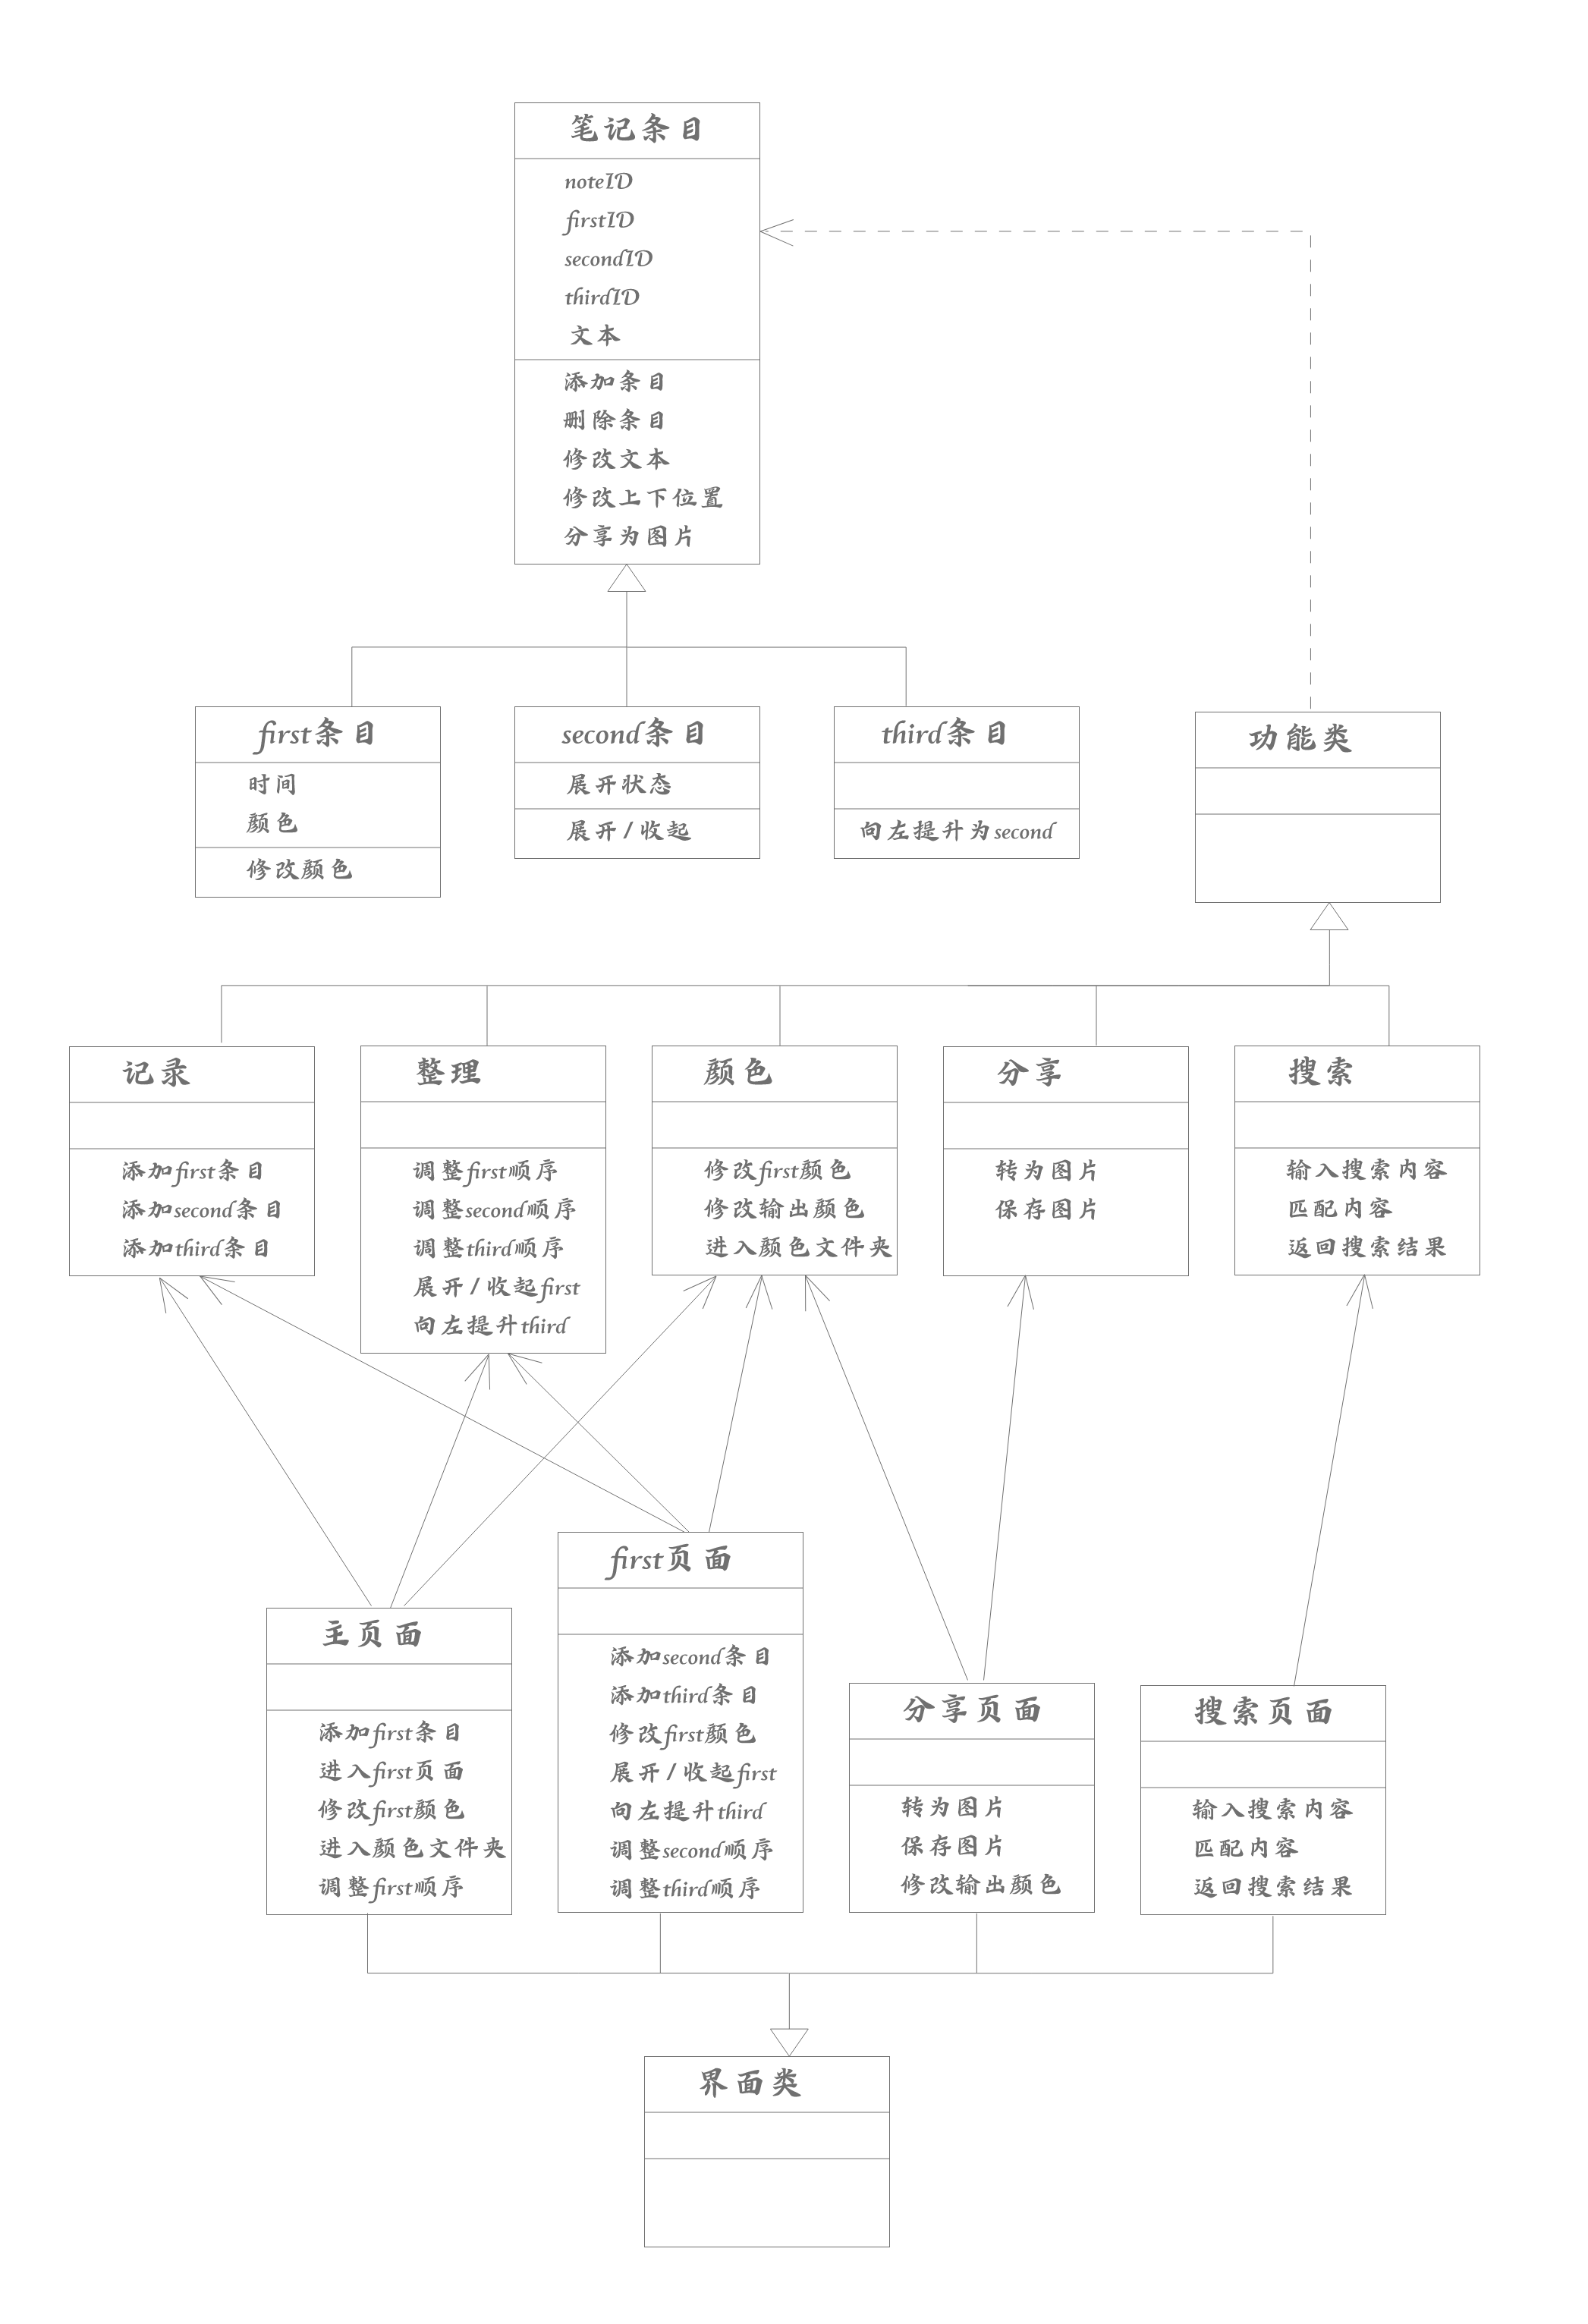 笔记条目
noteID
firstID
secondID
thirdID
文本
添加条目
删除条目
修改文本
修改上下位置
分享为图片
first条目
时间
颜色
修改颜色
second条目
展开状态
展开/收起
third条目
向左提升为second
功能类
记录
添加first条目
添加second条目
添加third条目
整理
调整first顺序
调整second顺序
调整third顺序
展开/收起first
向左提升third
颜色
修改first颜色
修改输出颜色
进入颜色文件夹
分享
转为图片
保存图片
搜索
输入搜索内容
匹配内容
返回搜索结果
主页面
添加first条目
进入first页面
修改first颜色
进入颜色文件夹
调整first顺序
first页面
添加second条目
添加third条目
修改first颜色
展开/收起first
向左提升third
调整second顺序
调整third顺序
分享页面
转为图片
保存图片
修改输出颜色
搜索页面
输入搜索内容
匹配内容
返回搜索结果
界面类